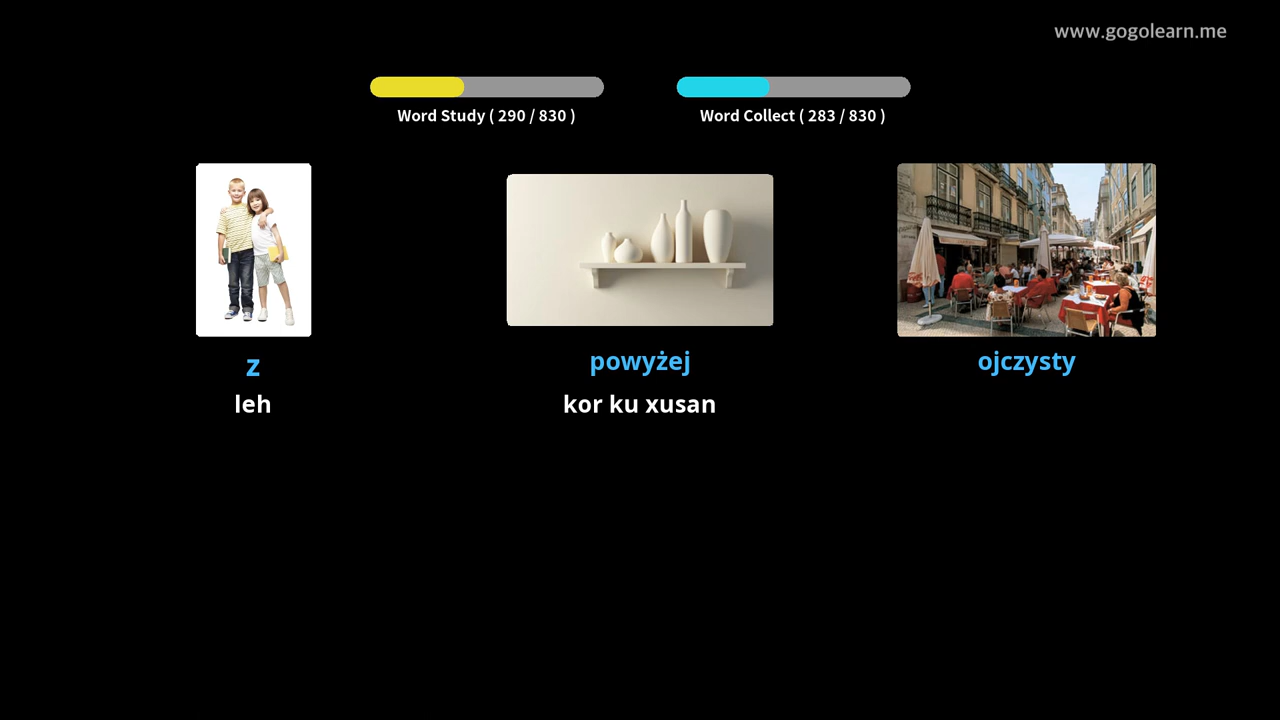 www.gogolearn.me
Word Study ( 290 / 830 )
Word Collect ( 283 / 830 )
z
powyżej
ojczysty
leh
kor ku xusan